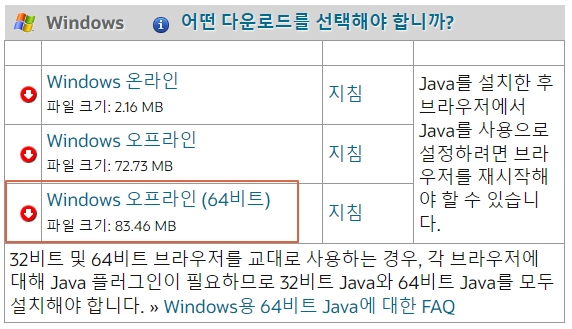 Windows 어떤 다운로드를 선택해야 합니까?
Windows 온라인
파일 크기: 2.16 MB
지침
Windows 오프라인
파일 크기: 72.73 MB
지침
Windows 오프라인 (64비트)
파일 크기: 83.46 MB
지침
Java를 설치한 후
브라우저에서
Java를 사용으로
설정하려면 브라
우저를 재시작해
야 할 수 있습니
다.
32비트 및 64비트 브라우저를 교대로 사용하는 경우, 각 브라우저에
대해 Java 플러그인이 필요하므로 32비트 Java와 64비트 Java를 모두
설치해야 합니다. » Windows용 64비트 Java에 대한 FAQ